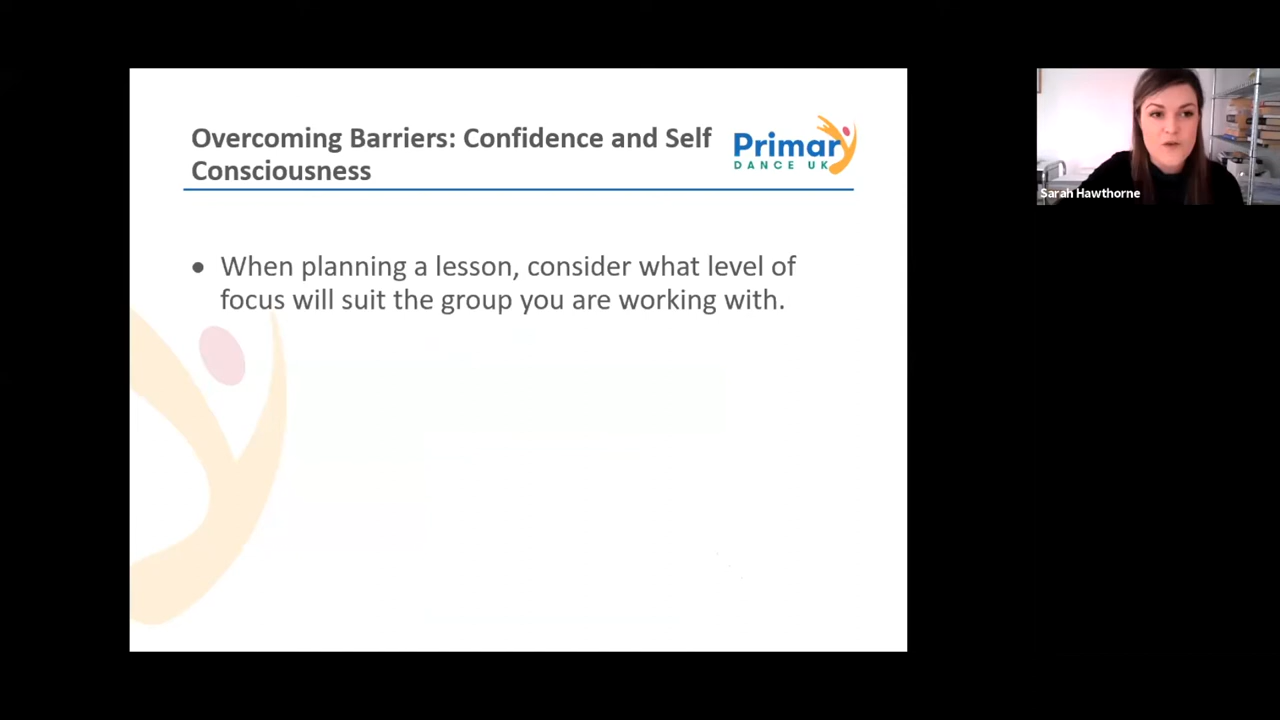 Overcoming Barriers: Confidence and Self
Consciousness
Primary
DANCE UK
Sarah Hawthorne
● When planning a lesson, consider what level of
focus will suit the group you are working with.